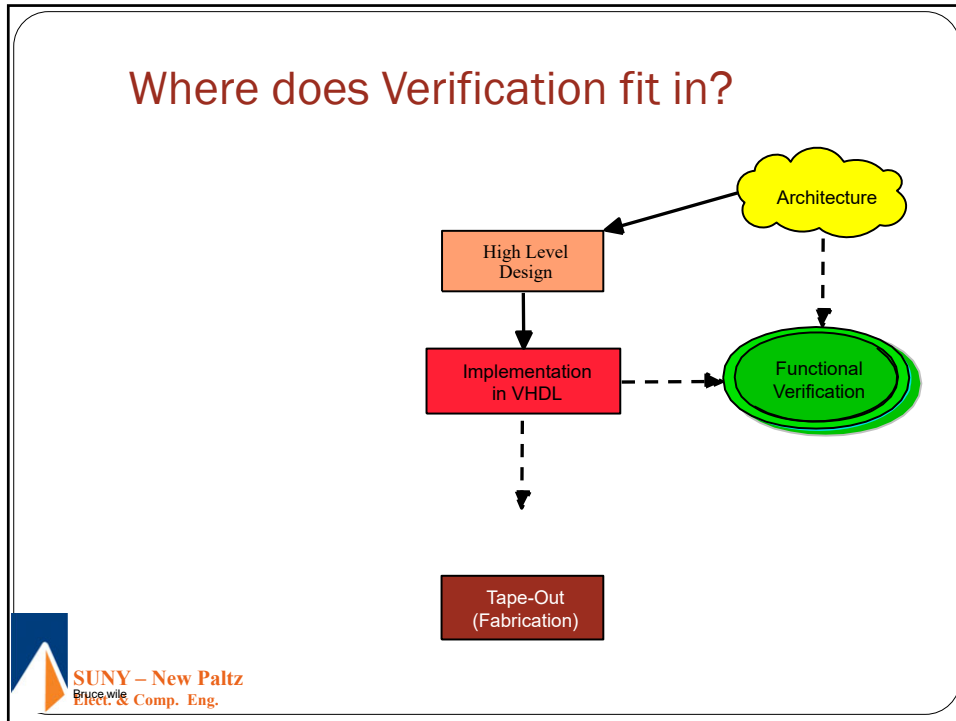 Where does Verification fit in?
Architecture
High Level
Design
Implementation
in VHDL
Functional
Verification
Tape-Out
(Fabrication)
SUNY – New Paltz
Bruce wile
Elect. & Comp. Eng.